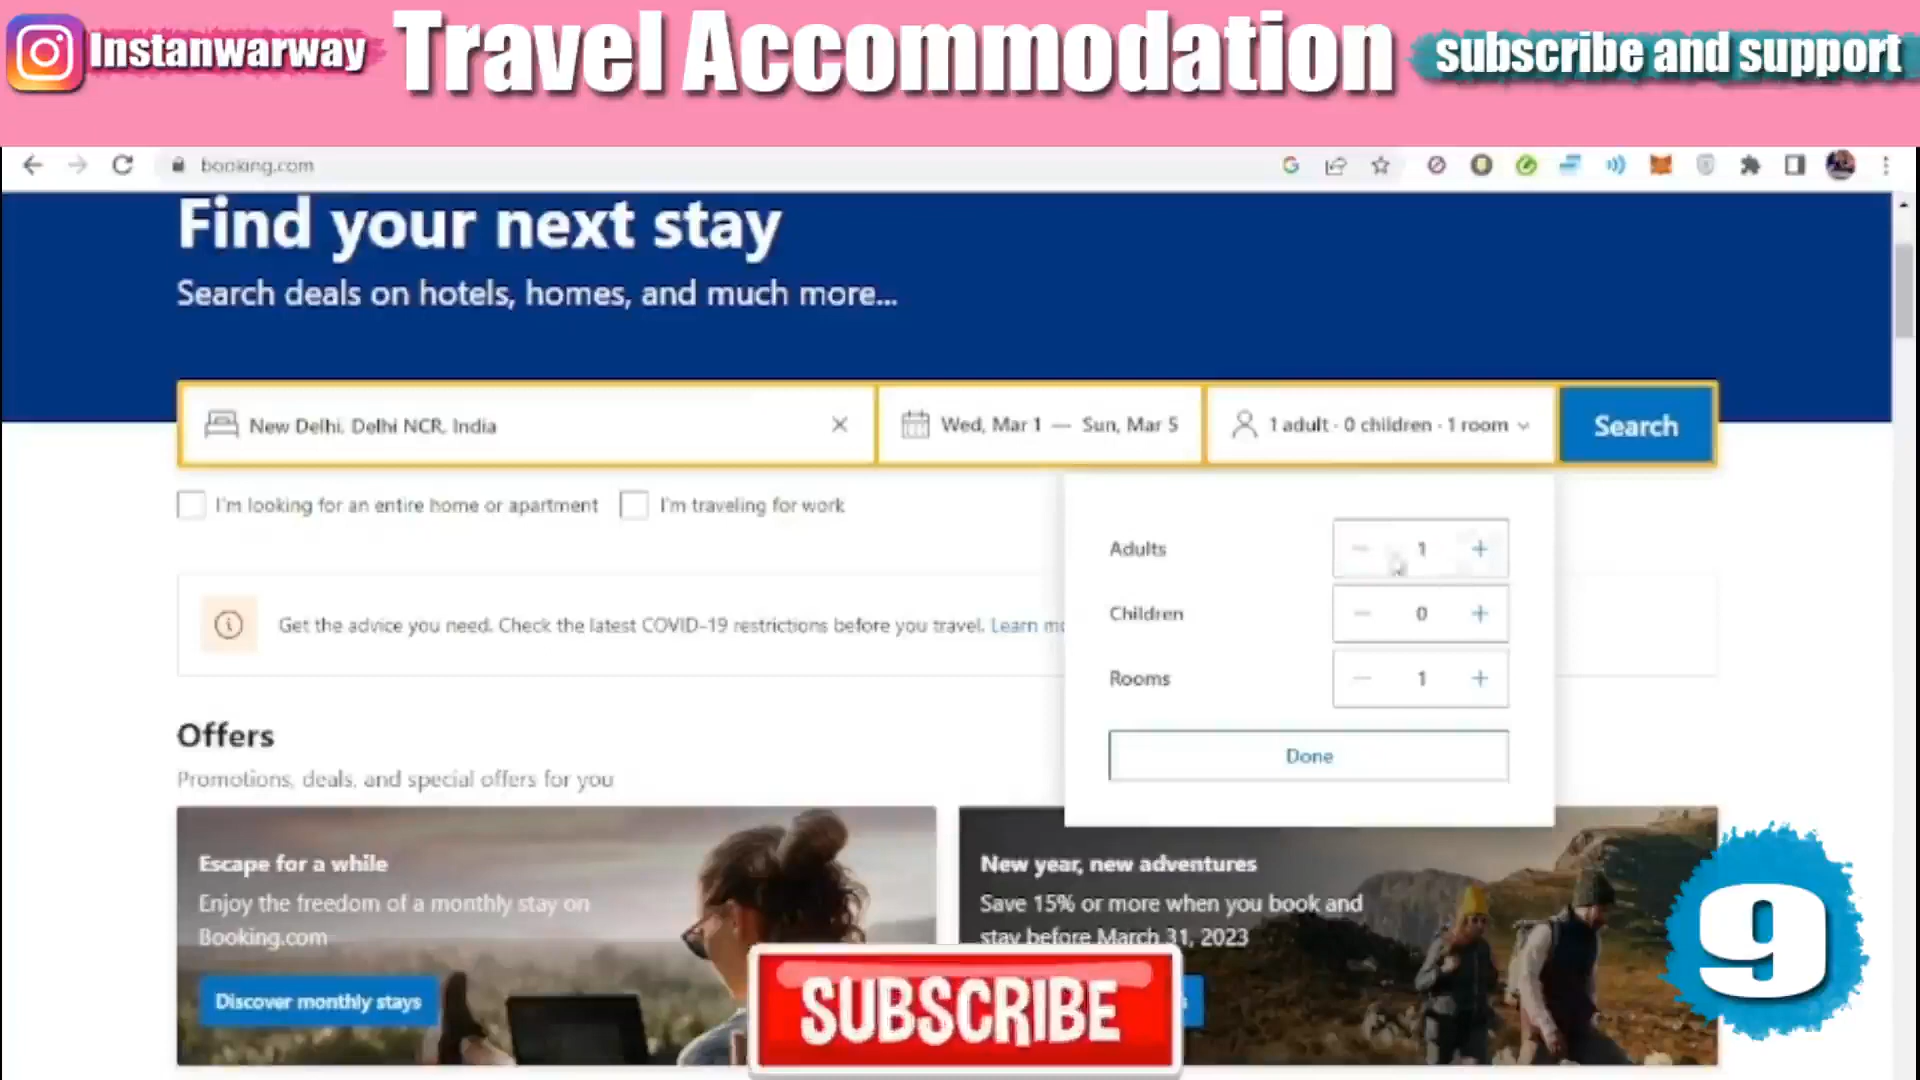 Instanwarway
Travel Accommodation
subscribe and support
booking.com
Find your next stay
Search deals on hotels, homes, and much more...
New Delhi, Delhi NCR, India
Wed, Mar 1 — Sun, Mar 5
1 adult · 0 children · 1 room
Search
I'm looking for an entire home or apartment
I'm traveling for work
Adults
1
Children
0
Rooms
1
Done
Get the advice you need. Check the latest COVID-19 restrictions before you travel. Learn
Offers
Promotions, deals, and special offers for you
Escape for a while
Enjoy the freedom of a monthly stay on
Booking.com
Discover monthly stays
New year, new adventures
Save 15% or more when you book and
stay before March 31, 2023
SUBSCRIBE
9